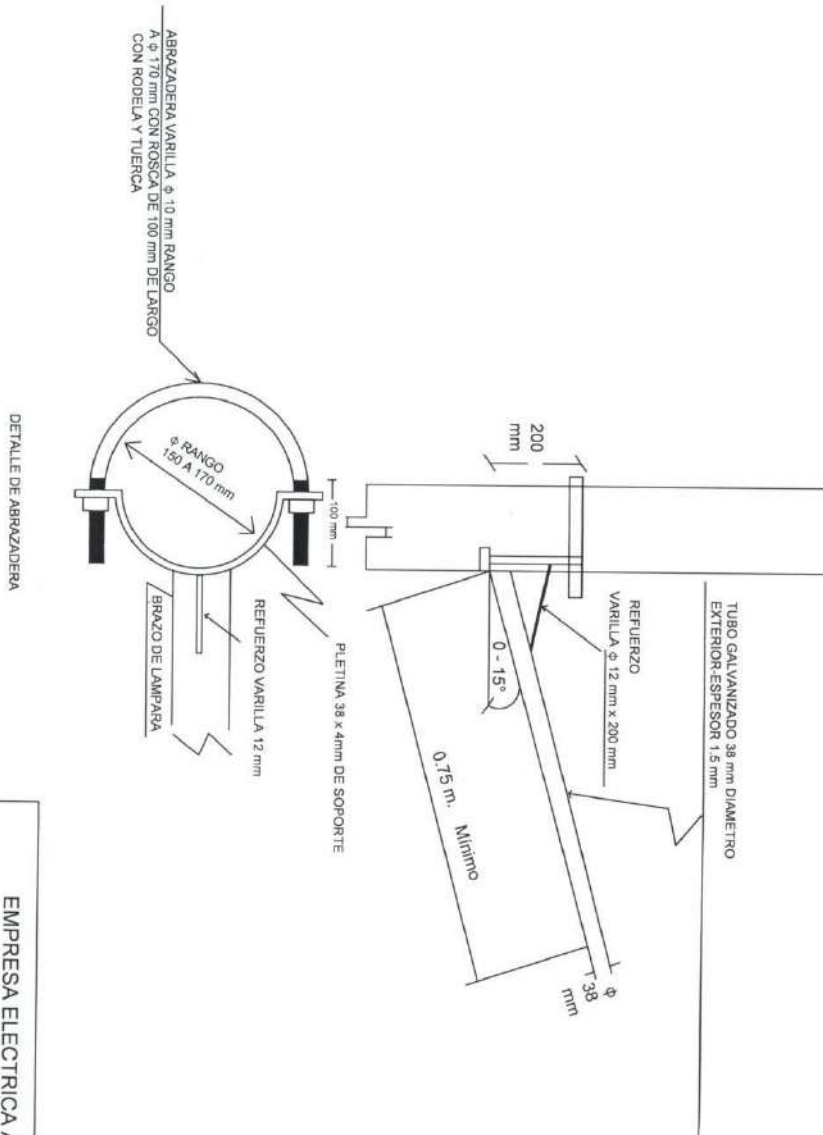 TUBO GALVANIZADO 38 mm DIAMETRO
EXTERIOR-ESPESOR 1.5 mm
REFUERZO
VARILLA ϕ 12 mm x 200 mm
200
mm
0 - 15°
0.75 m. Mínimo
ϕ
38
mm
ABRAZADERA VARILLA ϕ 10 mm RANGO
A ϕ 170 mm CON ROSCA DE 100 mm DE LARGO
CON RODELA Y TUERCA
ϕ RANGO
150 A 170 mm
100 mm
PLETINA 38 x 4mm DE SOPORTE
REFUERZO VARILLA 12 mm
BRAZO DE LAMPARA
DETALLE DE ABRAZADERA
EMPRESA ELECTRICA